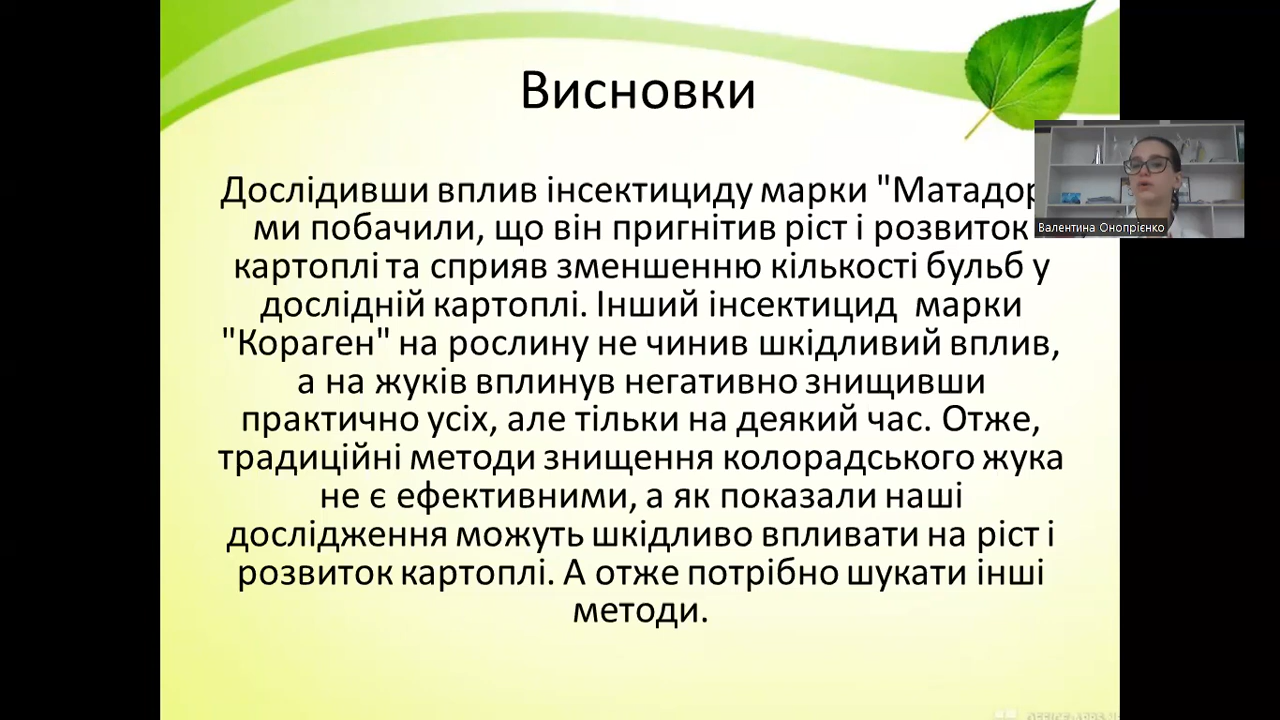 Висновки
Дослідивши вплив інсектициду марки "Матадор
ми побачили, що він пригнітив ріст і розвиток
картоплі та сприяв зменшенню кількості бульб у
дослідній картоплі. Інший інсектицид  марки
"Кораген" на рослину не чинив шкідливий вплив,
а на жуків вплинув негативно знищивши
практично усіх, але тільки на деякий час. Отже,
традиційні методи знищення колорадського жука
не є ефективними, а як показали наші
дослідження можуть шкідливо впливати на ріст і
розвиток картоплі. А отже потрібно шукати інші
методи.
Валентина Онопрієнко